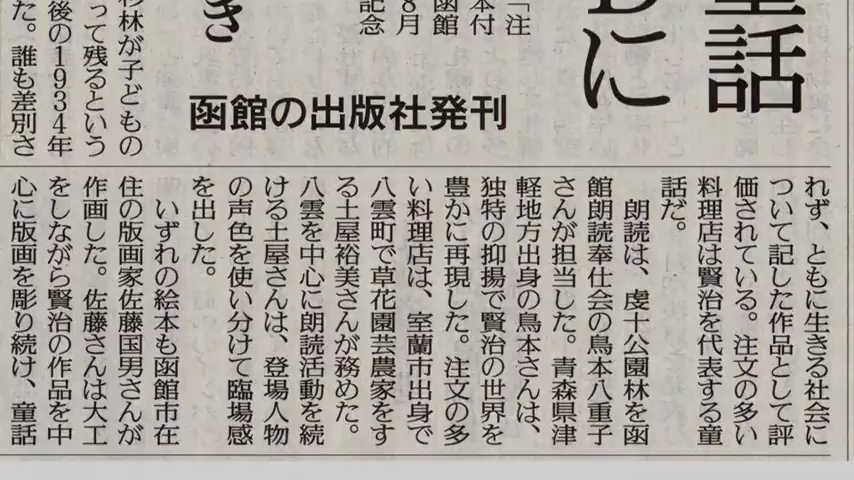 童話
しに
「注
本付
函館
8月
記念
き
函館の出版社発刊
杉林が子どもの
って残るという
後の1934年
た。誰も差別さ
れず、ともに生きる社会に
ついて記した作品として評
価されている。注文の多い
料理店は賢治を代表する童
話だ。
朗読は、虔十公園林を函
館朗読奉仕会の鳥本八重子
さんが担当した。青森県津
軽地方出身の鳥本さんは、
独特の抑揚で賢治の世界を
豊かに再現した。注文の多
い料理店は、室蘭市出身で
八雲町で草花園芸農家をす
る土屋裕美さんが務めた。
八雲を中心に朗読活動を続
ける土屋さんは、登場人物
の声色を使い分けて臨場感
を出した。
いずれの絵本も函館市在
住の版画家佐藤国男さんが
作画した。佐藤さんは大工
をしながら賢治の作品を中
心に版画を彫り続け、童話